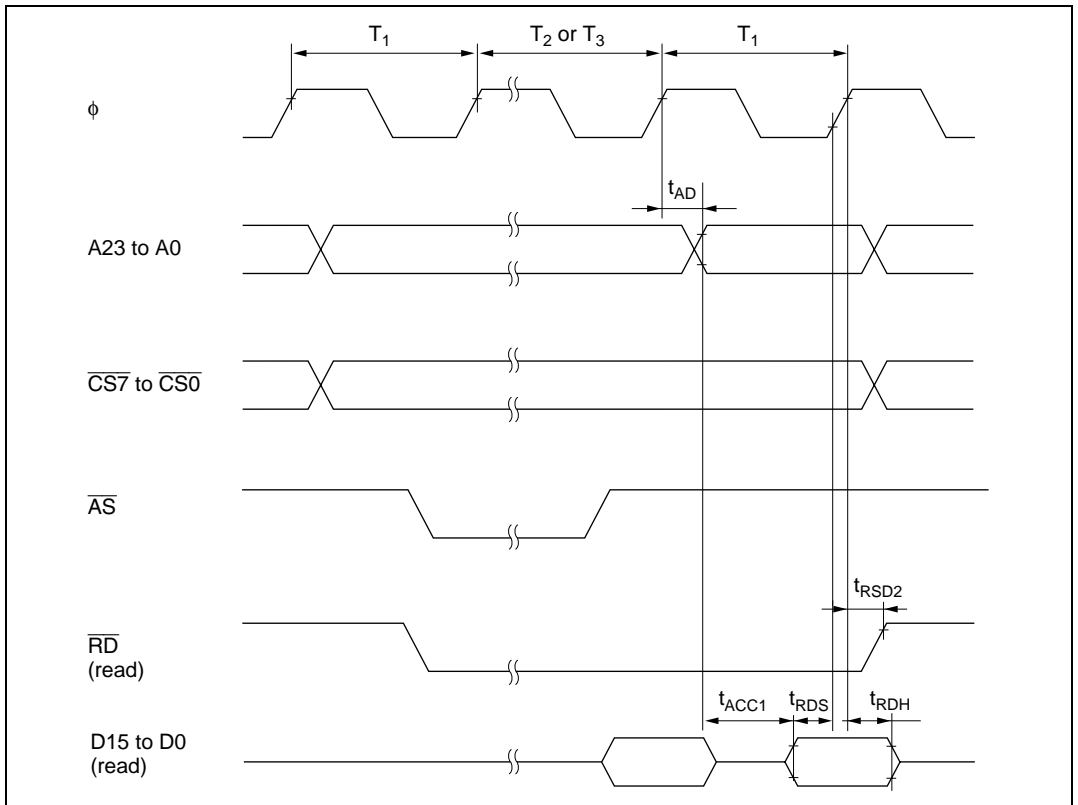 T1 T2 or T3 T1
φ
tAD
A23 to A0
CS7 to CS0
AS
tRSD2
RD
(read)
tACC1 tRDS tRDH
D15 to D0
(read)